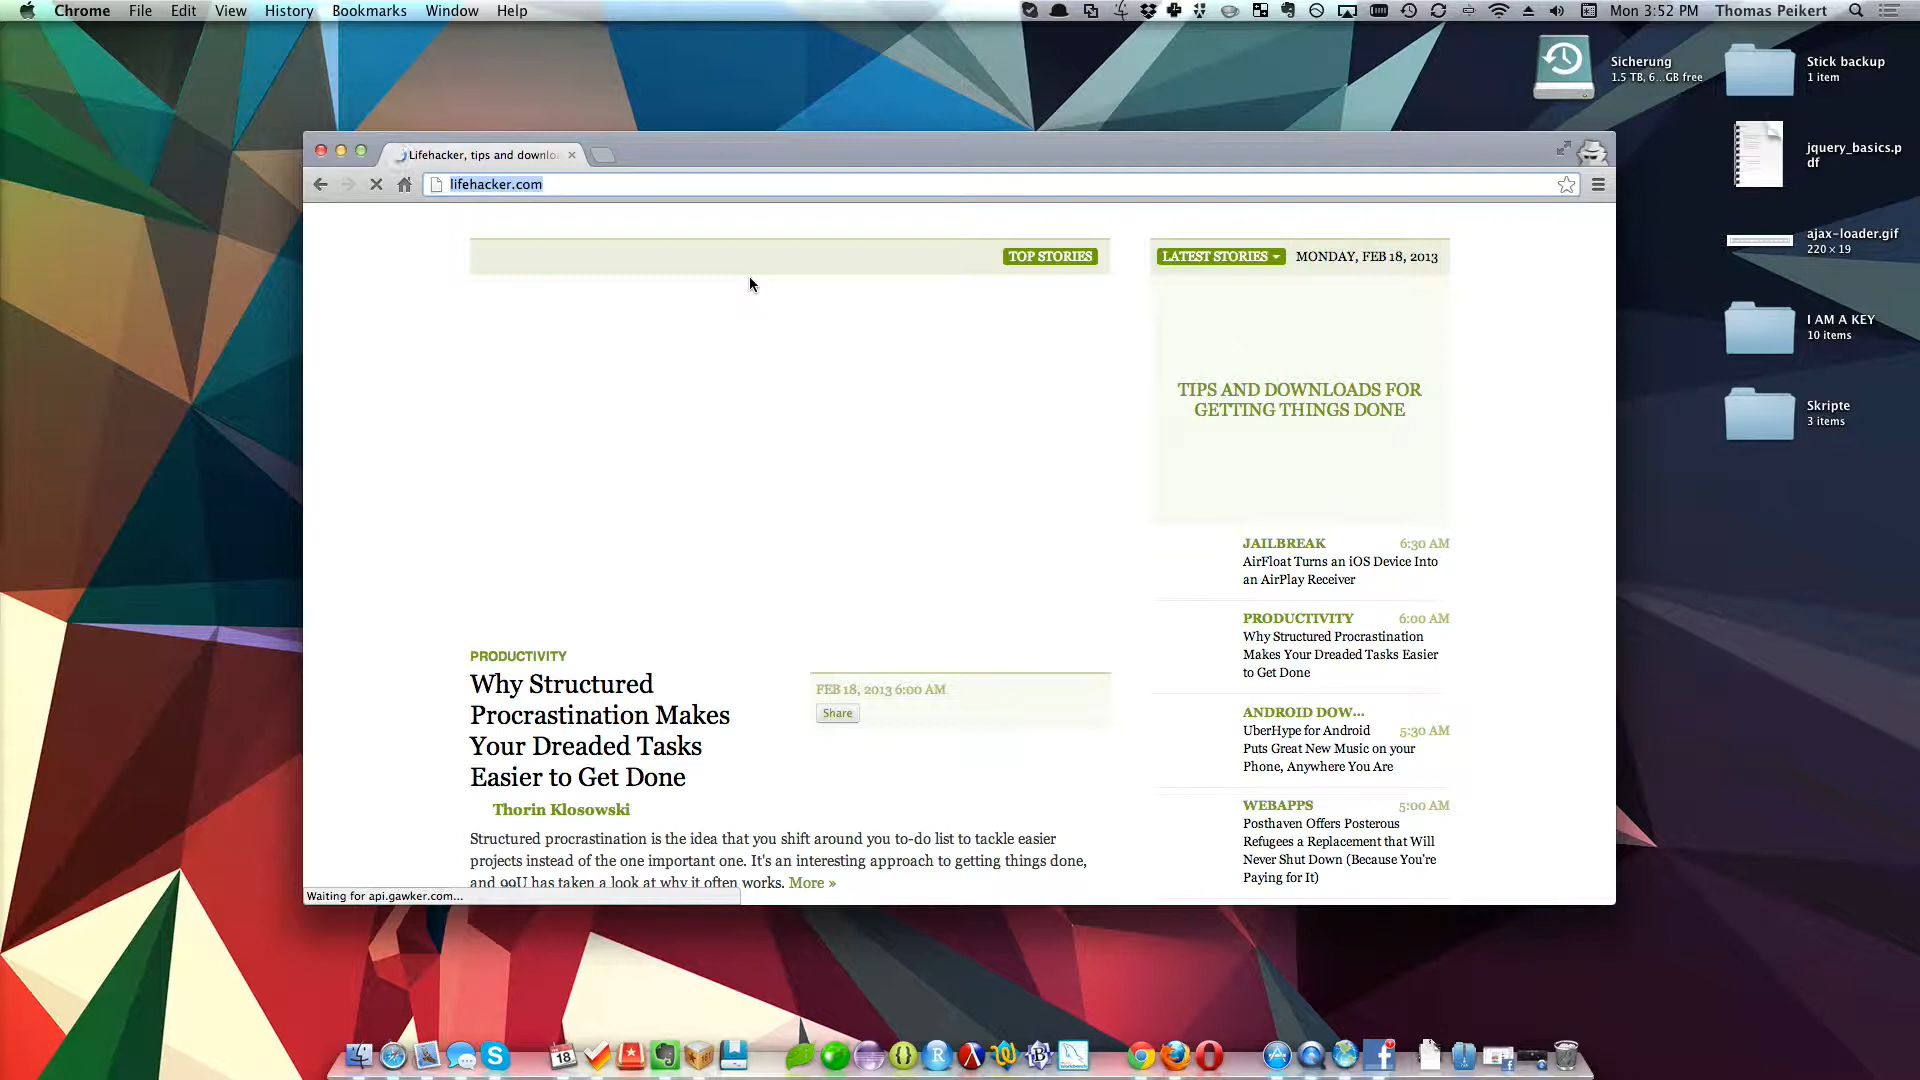 Chrome File Edit View History Bookmarks Window Help
Mon 3:52 PM Thomas Peikert
Sicherung
1.5 TB, 6...GB free
Stick backup
1 item
jquery_basics.p
df
ajax-loader.gif
220 × 19
I AM A KEY
10 items
Skripte
3 items
Lifehacker, tips and downlo
lifehacker.com
TOP STORIES
LATEST STORIES
MONDAY, FEB 18, 2013
TIPS AND DOWNLOADS FOR
GETTING THINGS DONE
JAILBREAK 6:30 AM
AirFloat Turns an iOS Device Into
an AirPlay Receiver
PRODUCTIVITY 6:00 AM
Why Structured Procrastination
Makes Your Dreaded Tasks Easier
to Get Done
ANDROID DOW...
UberHype for Android 5:30 AM
Puts Great New Music on your
Phone, Anywhere You Are
WEBAPPS 5:00 AM
Posthaven Offers Posterous
Refugees a Replacement that Will
Never Shut Down (Because You're
Paying for It)
PRODUCTIVITY
Why Structured
Procrastination Makes
Your Dreaded Tasks
Easier to Get Done
FEB 18, 2013 6:00 AM
Share
Thorin Klosowski
Structured procrastination is the idea that you shift around you to-do list to tackle easier
projects instead of the one important one. It's an interesting approach to getting things done,
and 99U has taken a look at why it often works. More »
Waiting for api.gawker.com...
18